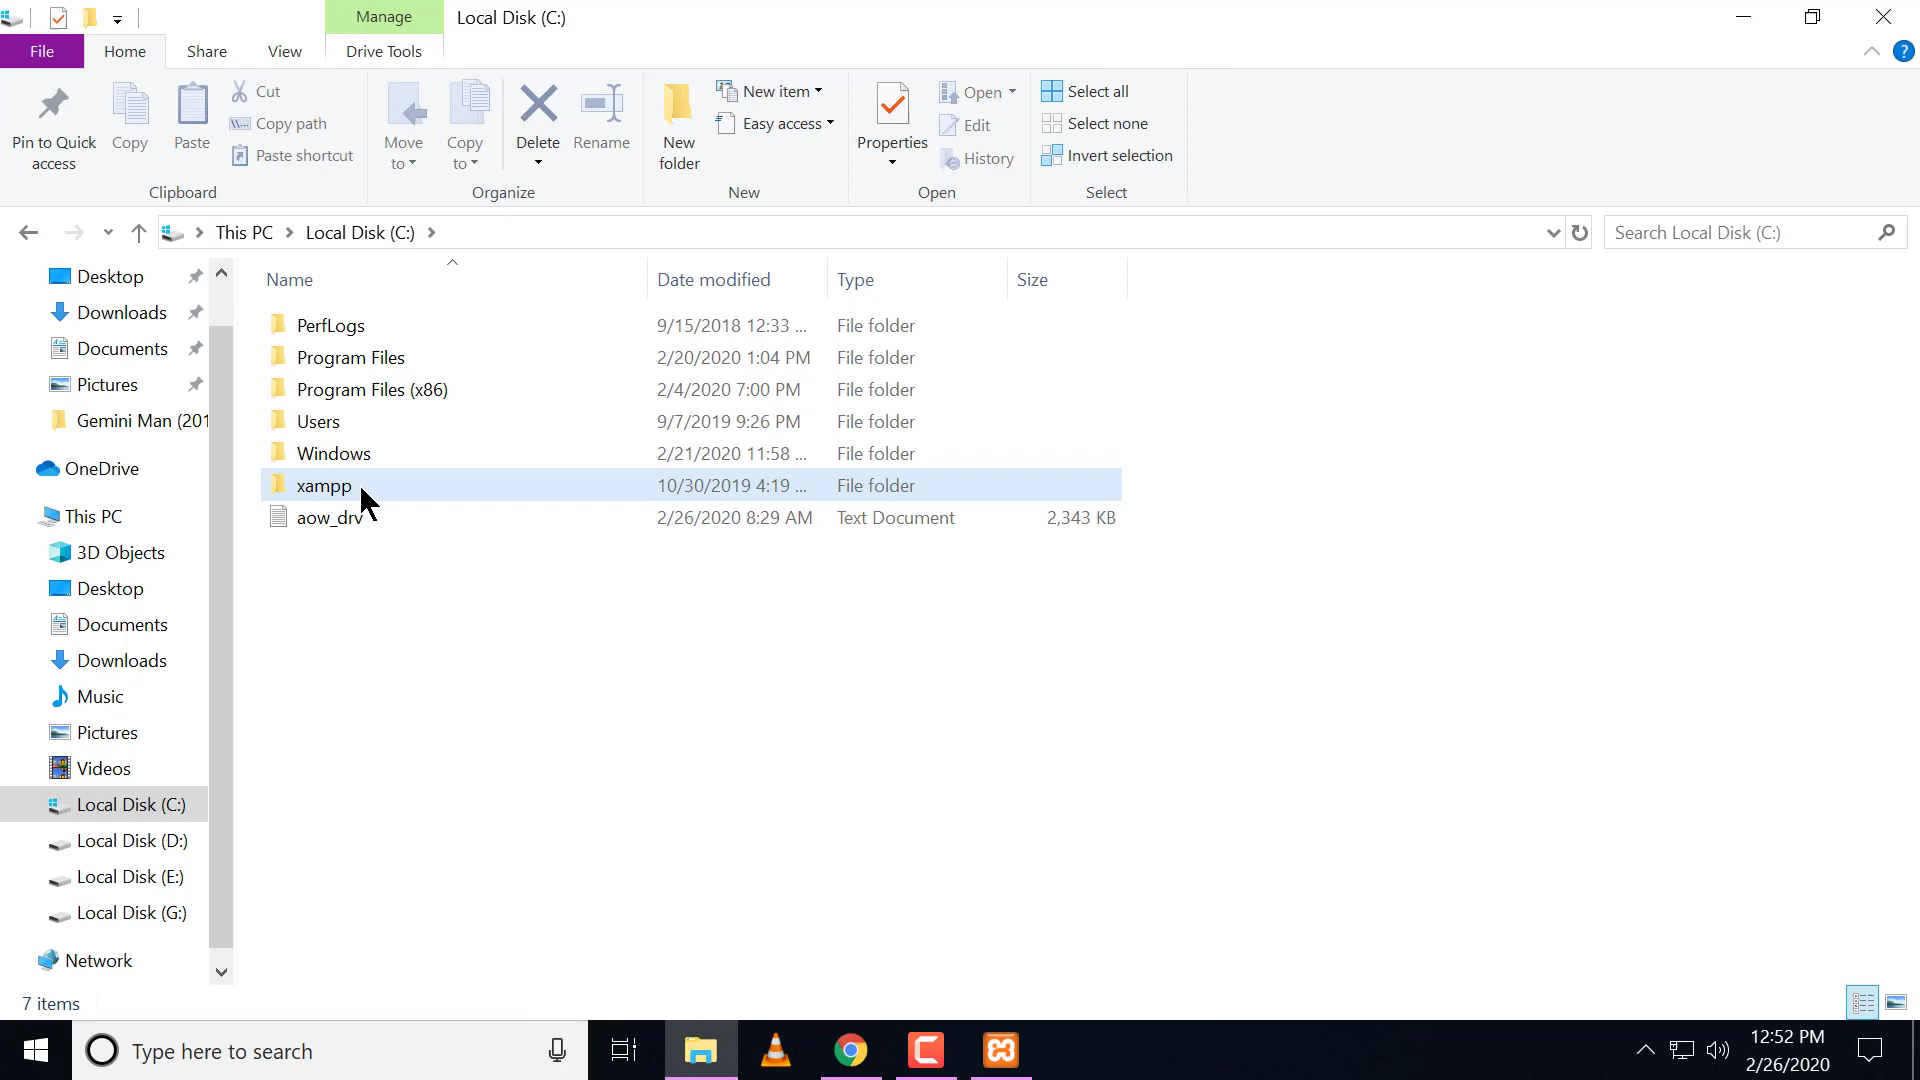 Manage
Local Disk (C:)
File
Home
Share
View
Drive Tools
Pin to Quick
access
Copy
Paste
Cut
Copy path
Paste shortcut
Clipboard
Move
to
Copy
to
Delete
Rename
Organize
New
folder
New item
Easy access
New
Properties
Open
Edit
History
Open
Select all
Select none
Invert selection
Select
This PC
Local Disk (C:)
Search Local Disk (C:)
Desktop
Downloads
Documents
Pictures
Gemini Man (201
OneDrive
This PC
3D Objects
Desktop
Documents
Downloads
Music
Pictures
Videos
Local Disk (C:)
Local Disk (D:)
Local Disk (E:)
Local Disk (G:)
Network
Name Date modified Type Size
PerfLogs 9/15/2018 12:33 ... File folder
Program Files 2/20/2020 1:04 PM File folder
Program Files (x86) 2/4/2020 7:00 PM File folder
Users 9/7/2019 9:26 PM File folder
Windows 2/21/2020 11:58 ... File folder
xampp 10/30/2019 4:19 ... File folder
aow_drv 2/26/2020 8:29 AM Text Document 2,343 KB
7 items
Type here to search
12:52 PM
2/26/2020